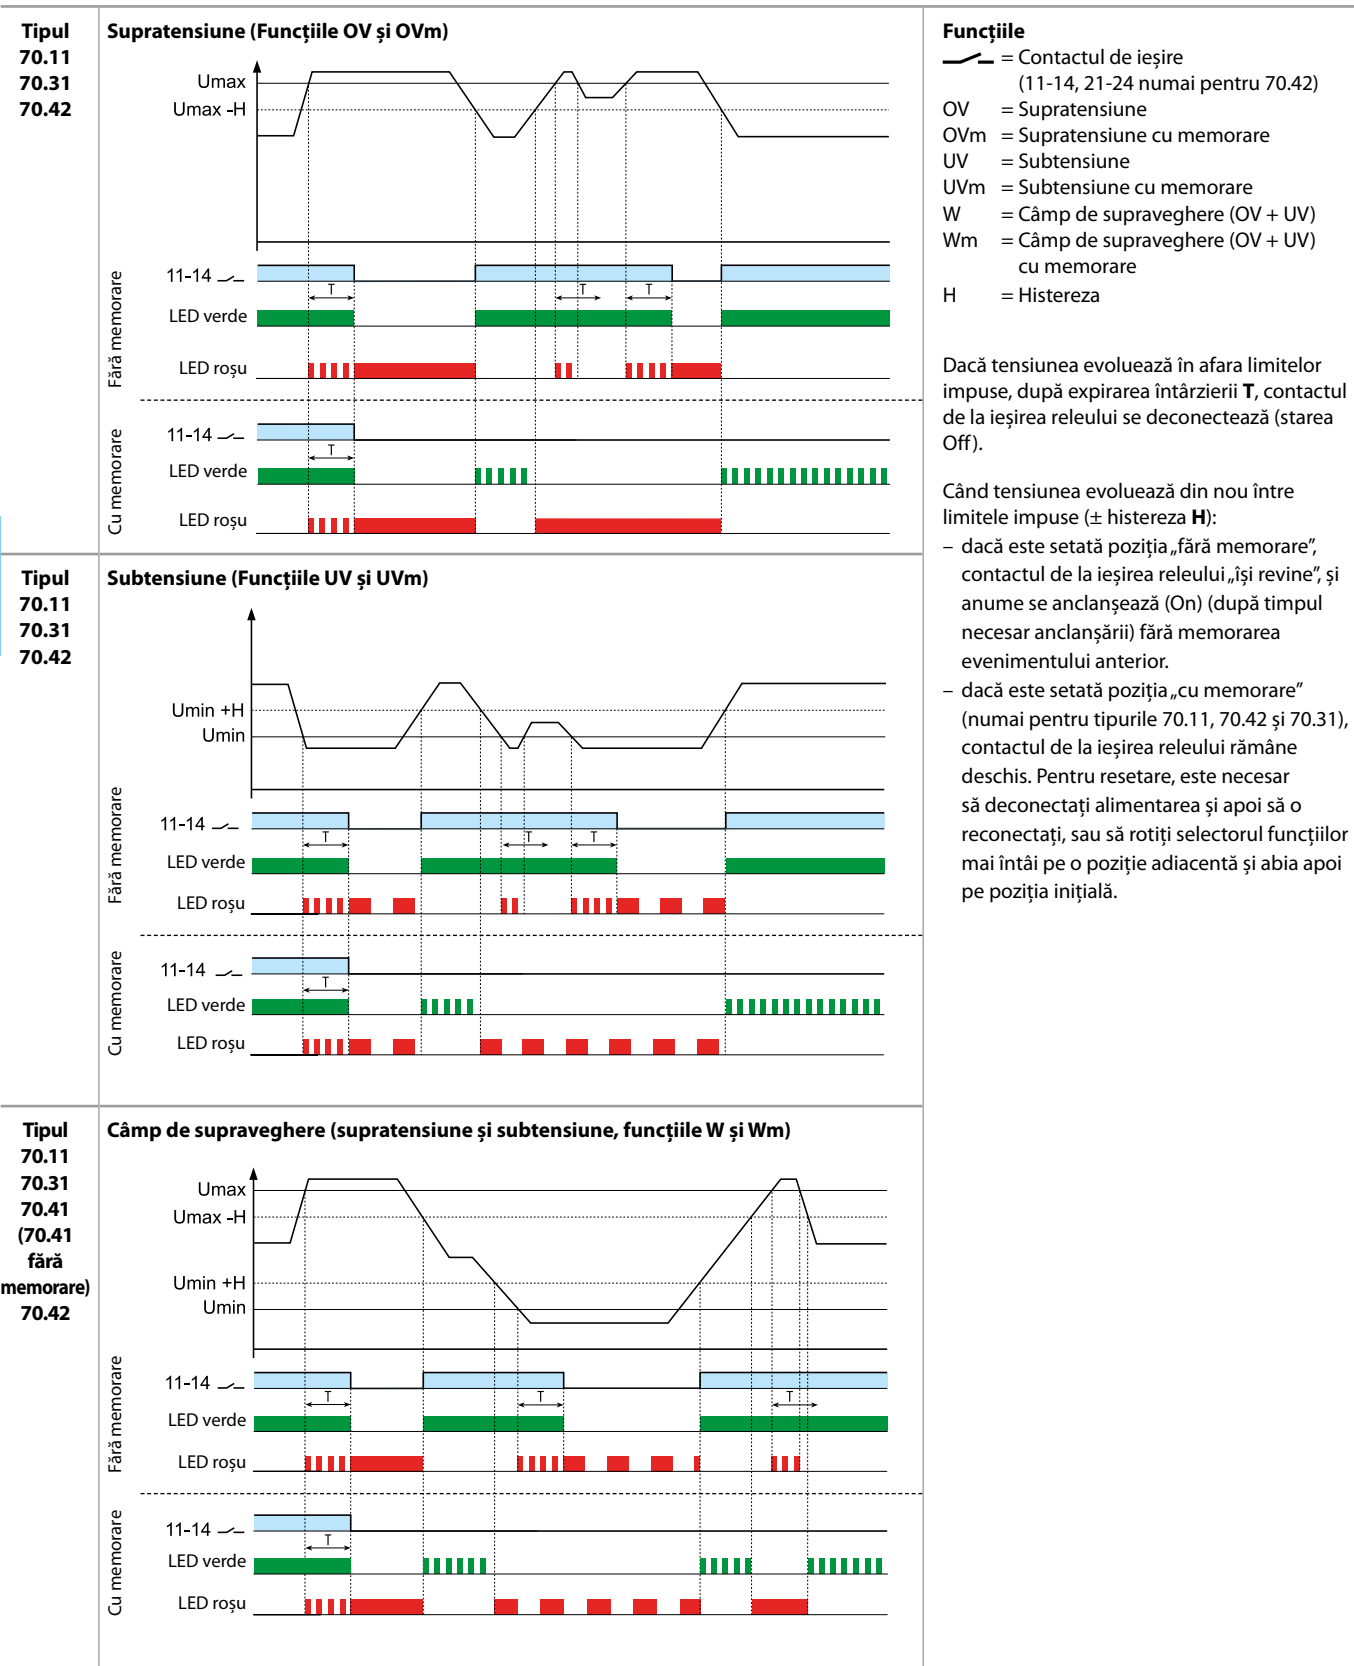 Tipul
70.11
70.31
70.42
Supratensiune (Funcțiile OV și OVm)
Umax
Umax -H
Fără memorare
11-14
T
T
T
LED verde
LED roșu
Cu memorare
11-14
T
LED verde
LED roșu
Tipul
70.11
70.31
70.42
Subtensiune (Funcțiile UV și UVm)
Umin +H
Umin
Fără memorare
11-14
T
T
T
LED verde
LED roșu
Cu memorare
11-14
T
LED verde
LED roșu
Tipul
70.11
70.31
70.41
(70.41
fără
memorare)
70.42
Câmp de supraveghere (supratensiune și subtensiune, funcțiile W și Wm)
Umax
Umax -H
Umin +H
Umin
Fără memorare
11-14
T
T
T
LED verde
LED roșu
Cu memorare
11-14
T
LED verde
LED roșu
Funcțiile
= Contactul de ieșire
(11-14, 21-24 numai pentru 70.42)
OV = Supratensiune
OVm = Supratensiune cu memorare
UV = Subtensiune
UVm = Subtensiune cu memorare
W = Câmp de supraveghere (OV + UV)
Wm = Câmp de supraveghere (OV + UV)
cu memorare
H = Histereza
Dacă tensiunea evoluează în afara limitelor
impuse, după expirarea întârzierii T, contactul
de la ieșirea releului se deconectează (starea
Off).
Când tensiunea evoluează din nou între
limitele impuse (± histereza H):
– dacă este setată poziția „fără memorare”,
contactul de la ieșirea releului „își revine”, și
anume se anclanșează (On) (după timpul
necesar anclanșării) fără memorarea
evenimentului anterior.
– dacă este setată poziția „cu memorare”
(numai pentru tipurile 70.11, 70.42 și 70.31),
contactul de la ieșirea releului rămâne
deschis. Pentru resetare, este necesar
să deconectați alimentarea și apoi să o
reconectați, sau să rotiți selectorul funcțiilor
mai întâi pe o poziție adiacentă și abia apoi
pe poziția inițială.